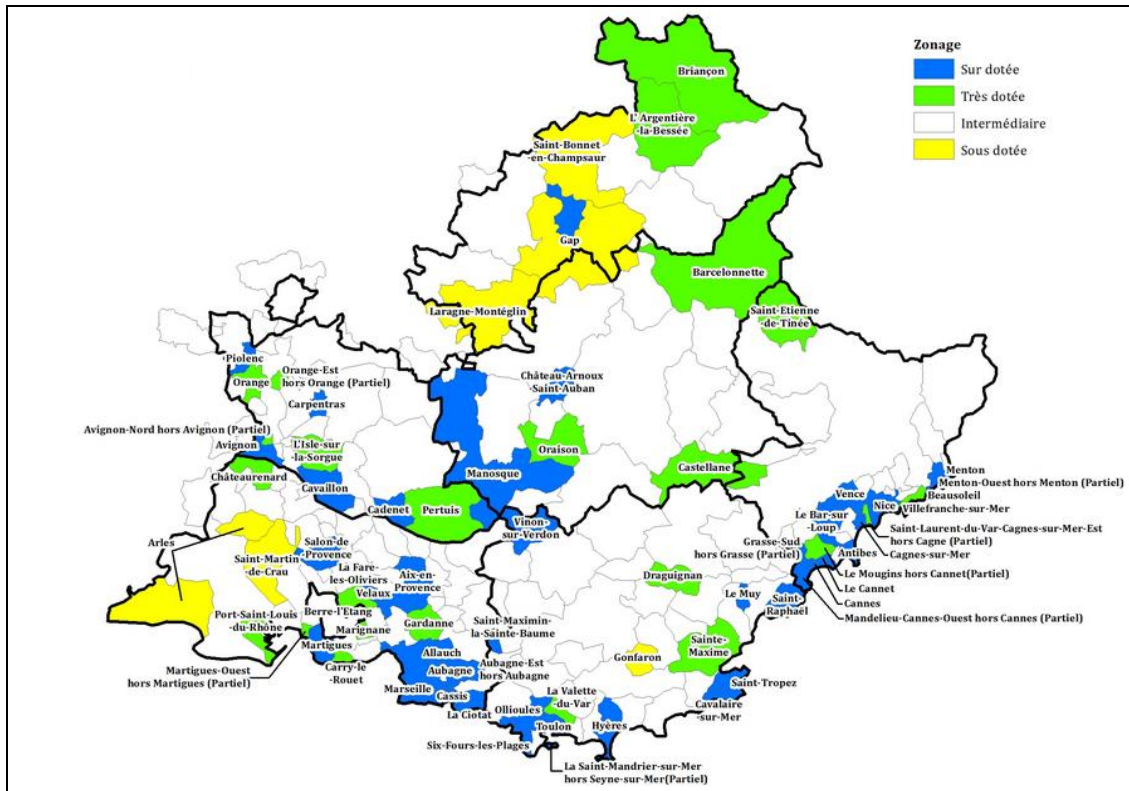 Zonage
Sur dotée
Très dotée
Intermédiaire
Sous dotée
Briançon
L' Argentière
-la-Bessée
Saint-Bonnet
-en-Champsaur
Gap
Barcelonnette
Laragne-Montéglin
Saint-Etienne
-de-Tinée
Piolenc
Orange
Orange-Est
hors Orange (Partiel)
Carpentras
Château-Arnoux
-Saint-Auban
Avignon-Nord hors Avignon (Partiel)
Avignon
L'Isle-sur
-la-Sorgue
Oraison
Manosque
Castellane
Châteaurenard
Cavaillon
Cadenet
Pertuis
Vinon-
sur-Verdon
Menton
Menton-Ouest hors Menton (Partiel)
Beausoleil
Villefranche-sur-Mer
Vence
Nice
Le Bar-sur
-Loup
Saint-Laurent-du-Var-Cagnes-sur-Mer-Est
hors Cagne (Partiel)
Cagnes-sur-Mer
Grasse-Sud
hors Grasse (Partiel)
Antibes
Le Mougins hors Cannet(Partiel)
Le Cannet
Cannes
Mandelieu-Cannes-Ouest hors Cannes (Partiel)
Arles
Saint-Martin
-de-Crau
Salon-de
-Provence
La Fare-
les-Oliviers
Velaux
Aix-en
-Provence
Draguignan
Le Muy
Saint-
Raphaël
Port-Saint-Louis
-du-Rhône
Berre-l'Etang
Marignane
Gardanne
Saint-Maximin-
la-Sainte-Baume
Martigues
Gonfaron
Sainte-
Maxime
Martigues-Ouest
hors Martigues (Partiel)
Carry-le
-Rouet
Allauch
Aubagne
Aubagne-Est
hors Aubagne
Marseille
Cassis
La Ciotat
La Valette
-du-Var
Saint-Tropez
Cavalaire
-sur-Mer
Ollioules
Toulon
Hyères
Six-Fours-les-Plages
La Saint-Mandrier-sur-Mer
hors Seyne-sur-Mer(Partiel)